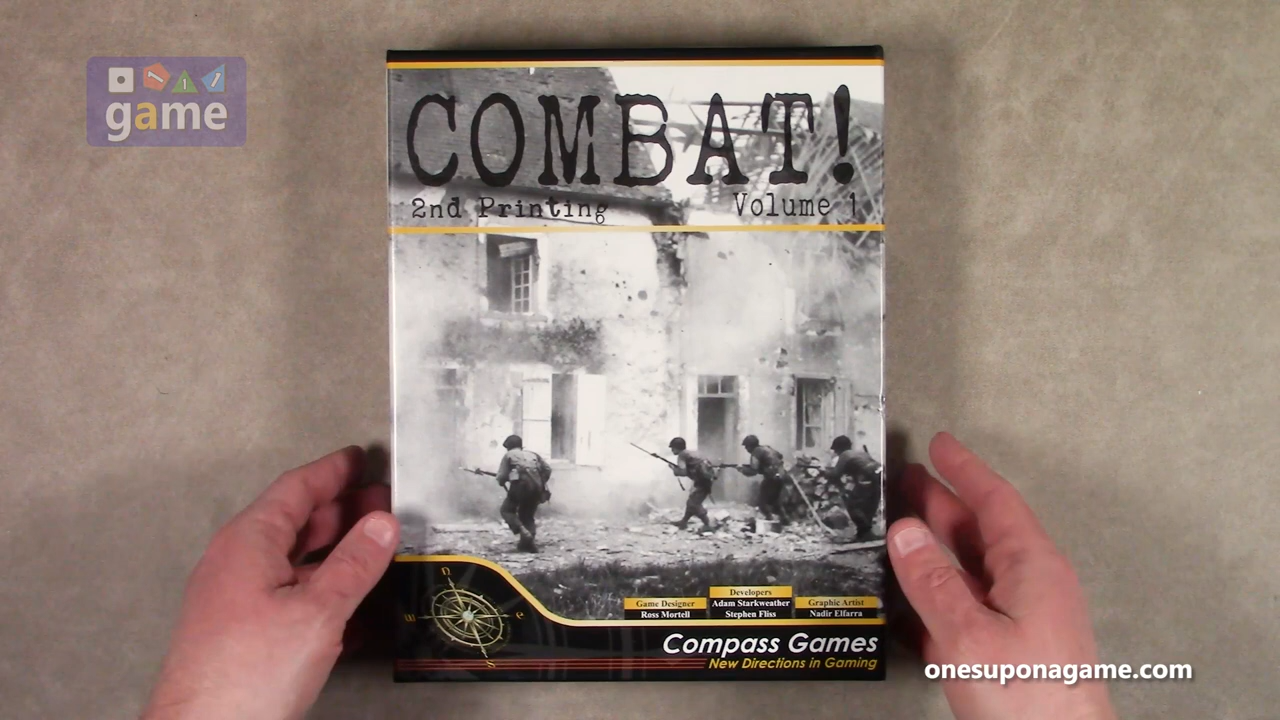 game
COMBAT!
2nd Printing
Volume 1
n
w
e
s
Developers
Game Designer
Adam Starkweather
Graphic Artist
Ross Mortell
Stephen Fliss
Nadir Elfarra
Compass Games
New Directions in Gaming
onesuponagame.com